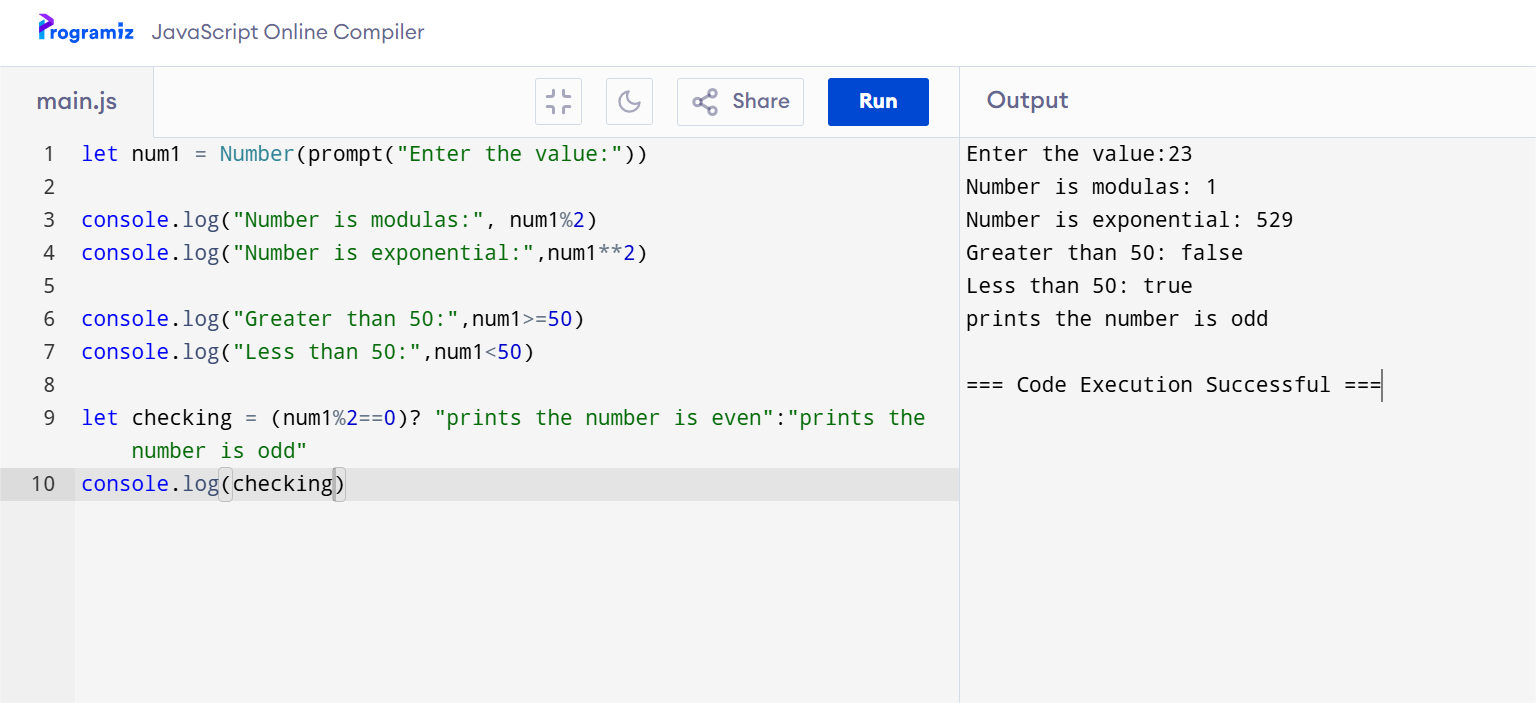 Programiz JavaScript Online Compiler
main.js
Share
Run
Output
1 let num1 = Number(prompt("Enter the value:"))
2
3 console.log("Number is modulas:", num1%2)
4 console.log("Number is exponential:",num1**2)
5
6 console.log("Greater than 50:",num1>=50)
7 console.log("Less than 50:",num1<50)
8
9 let checking = (num1%2==0)? "prints the number is even":"prints the
number is odd"
10 console.log(checking)
Enter the value:23
Number is modulas: 1
Number is exponential: 529
Greater than 50: false
Less than 50: true
prints the number is odd
=== Code Execution Successful ===